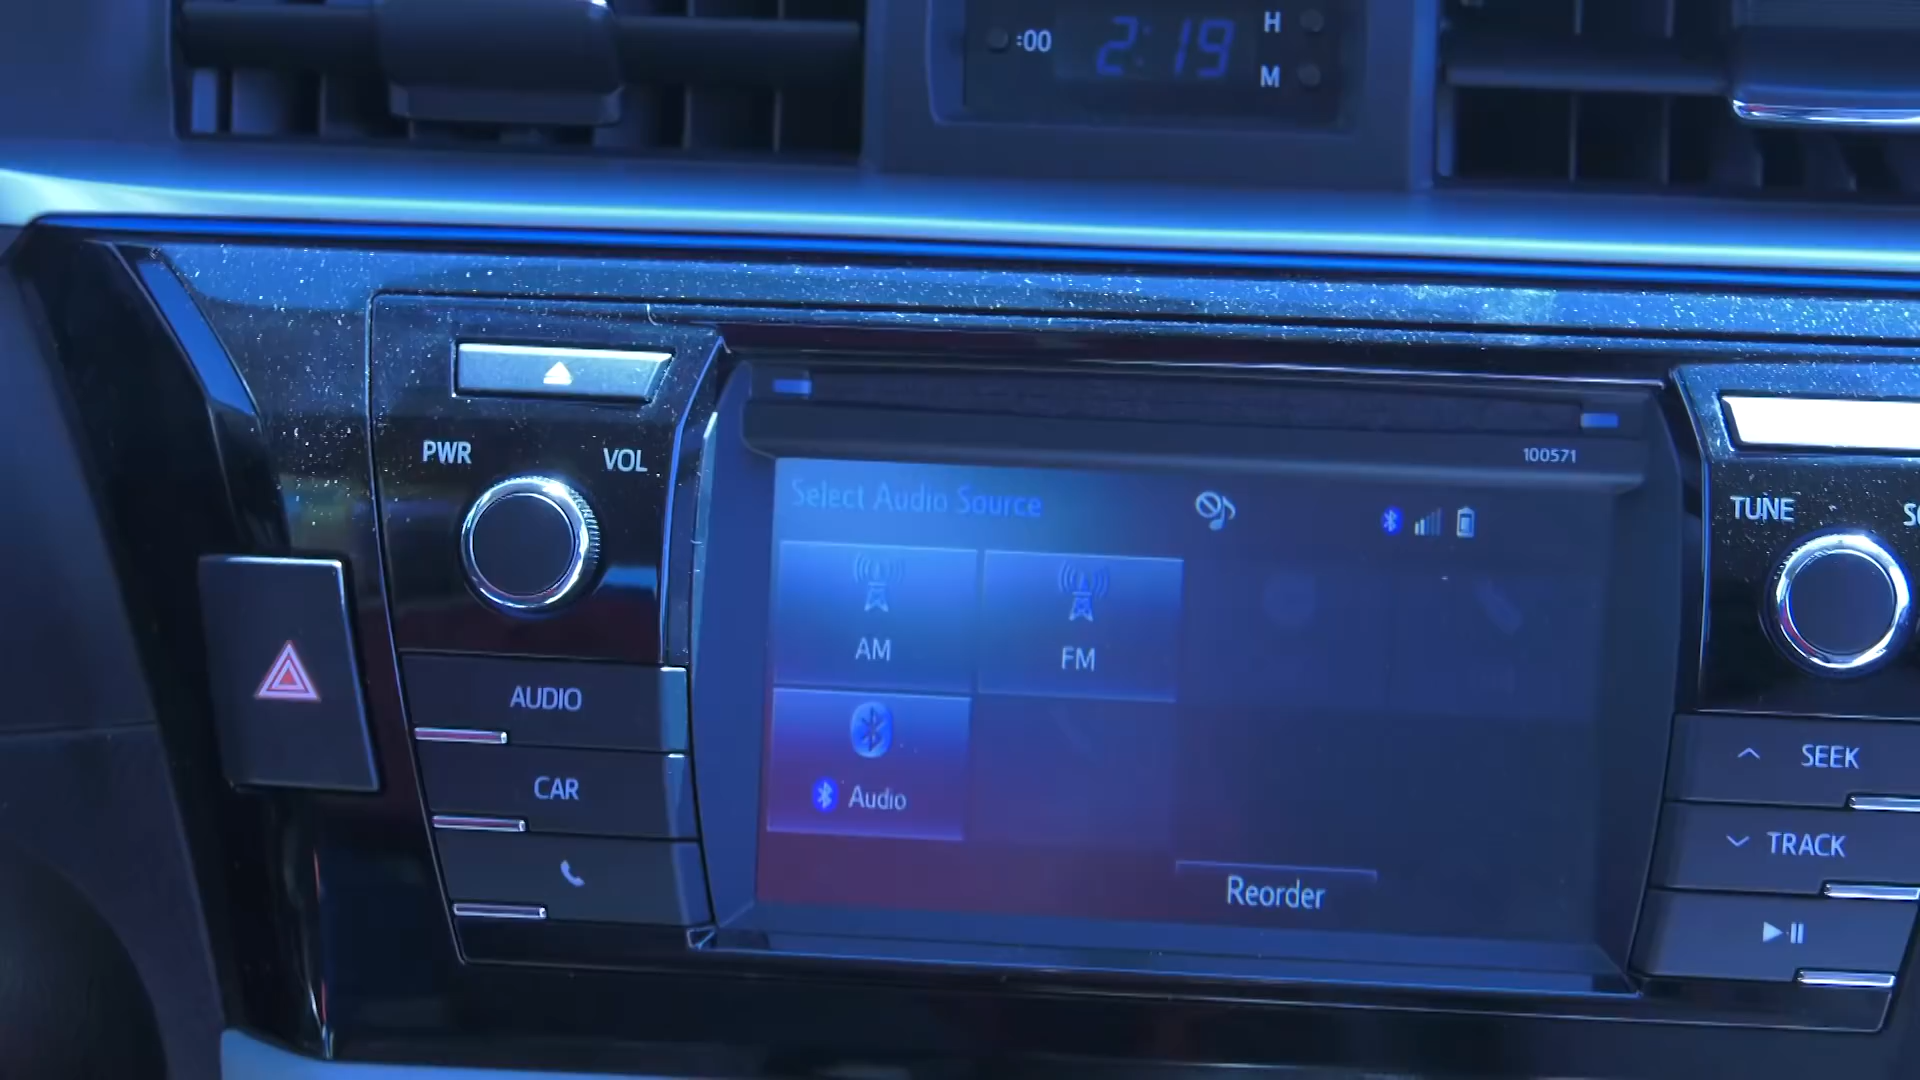 :00
2:19
H
M
PWR
VOL
100571
Select Audio Source
TUNE
AM
FM
AUDIO
SEEK
CAR
Audio
TRACK
Reorder